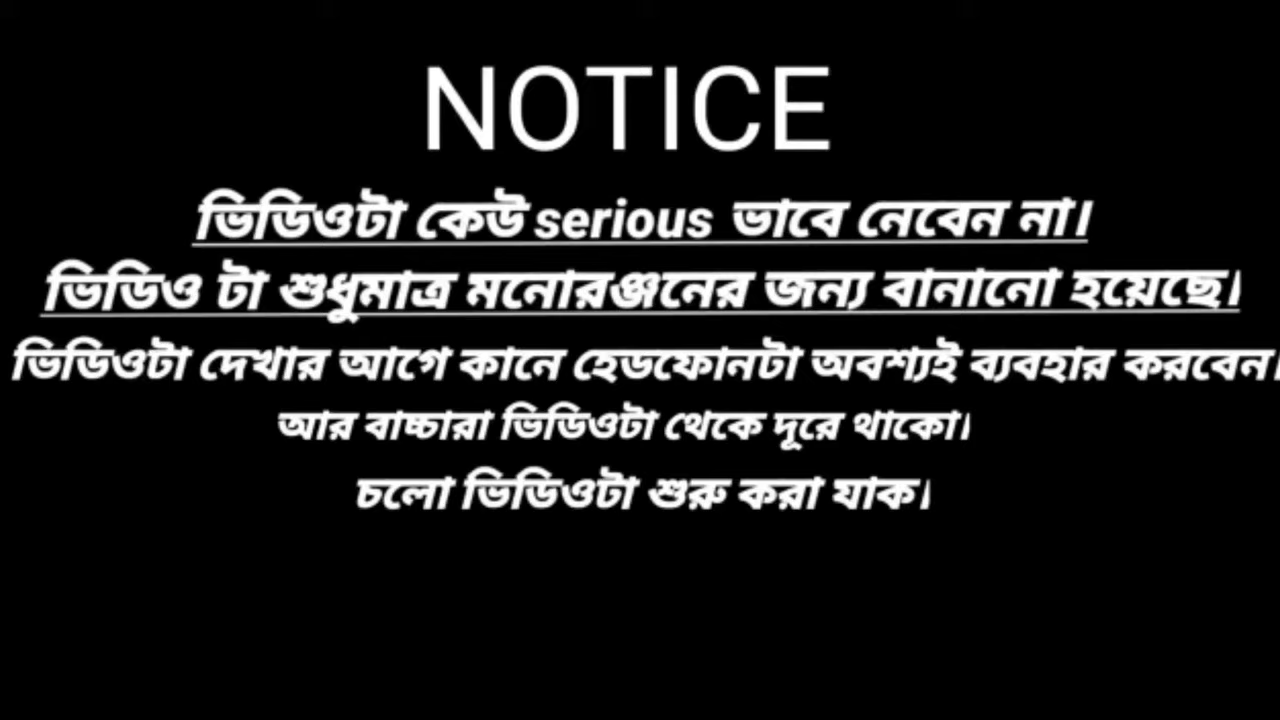 NOTICE
ভিডিওটা কেউ serious ভাবে নেবেন না।
ভিডিও টা শুধুমাত্র মনোরঞ্জনের জন্য বানানো হয়েছে।
ভিডিওটা দেখার আগে কানে হেডফোনটা অবশ্যই ব্যবহার করবেন।
আর বাচ্চারা ভিডিওটা থেকে দূরে থাকো।
চলো ভিডিওটা শুরু করা যাক।